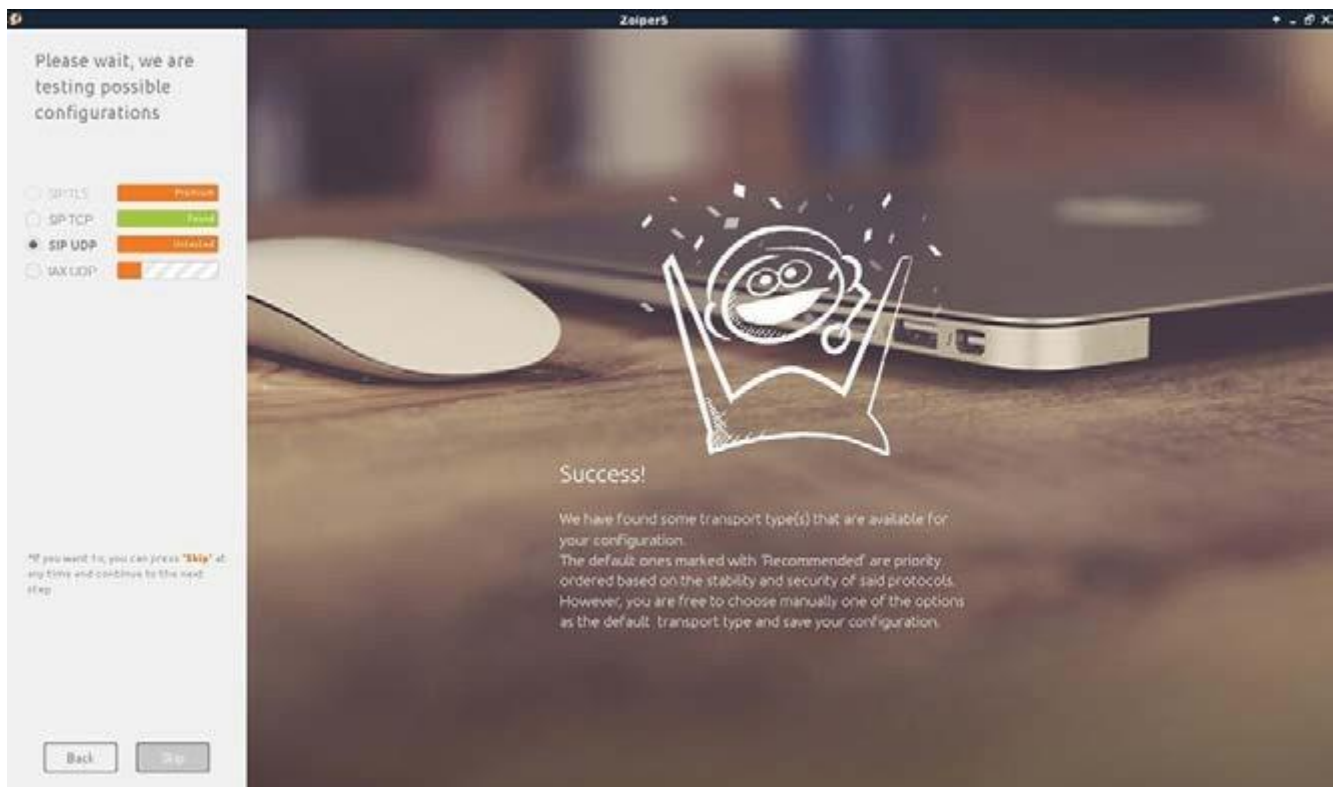 Zoiper5
Please wait, we are
testing possible
configurations
SIP TLS Premium
SIP TCP Found
SIP UDP Untested
IAX UDP
*If you want to, you can press "Skip" at
any time and continue to the next
step
Success!
We have found some transport type(s) that are available for
your configuration.
The default ones marked with 'Recommended' are priority
ordered based on the stability and security of said protocols.
However, you are free to choose manually one of the options
as the default transport type and save your configuration.
Back Skip